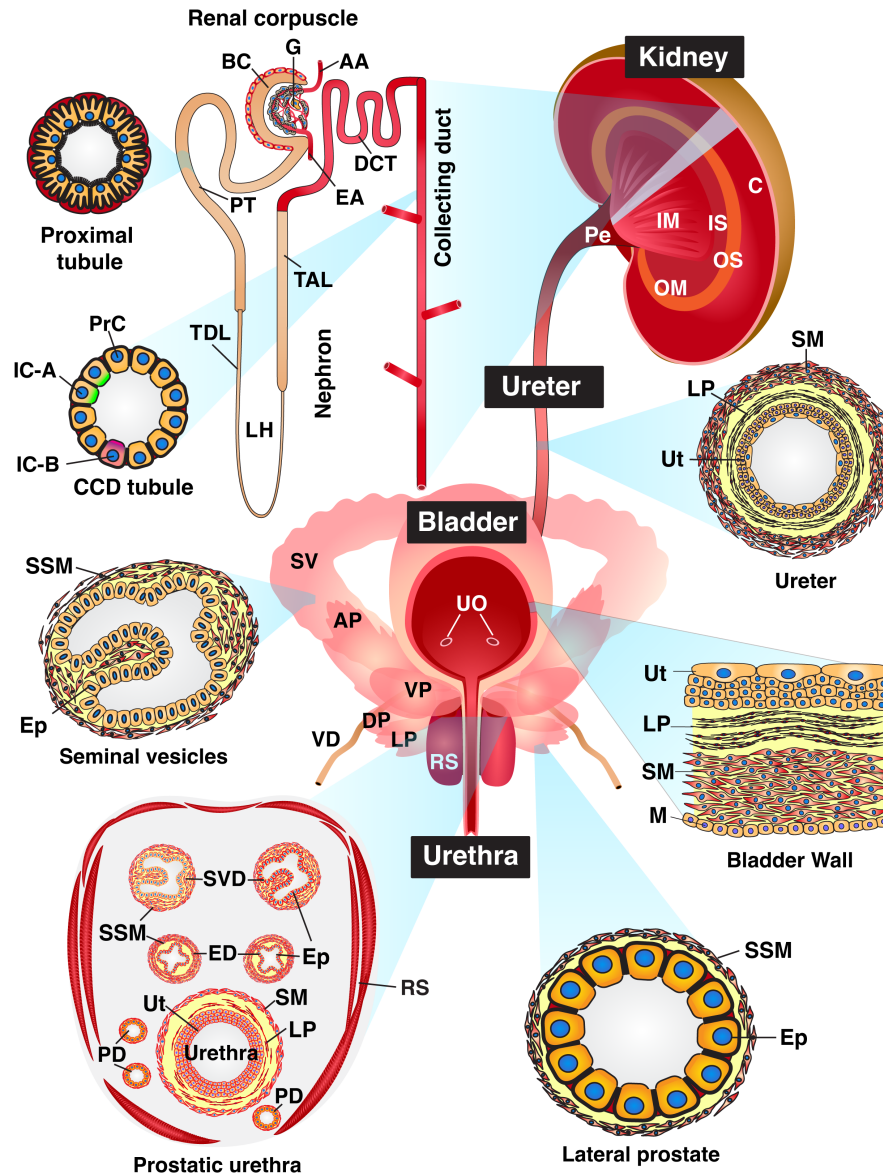 Renal corpuscle
G
BC
AA
Kidney
DCT
EA
PT
Collecting duct
C
IM
IS
Pe
OS
OM
Proximal
tubule
TAL
PrC
TDL
Nephron
IC-A
LH
IC-B
CCD tubule
Ureter
SM
LP
Ut
Ureter
Bladder
SV
SSM
UO
AP
VP
Ep
Seminal vesicles
DP
VD
LP
RS
Ut
LP
SM
M
Bladder Wall
Urethra
SVD
SSM
ED
Ep
RS
SM
Ut
LP
Urethra
PD
PD
Prostatic urethra
SSM
Ep
Lateral prostate